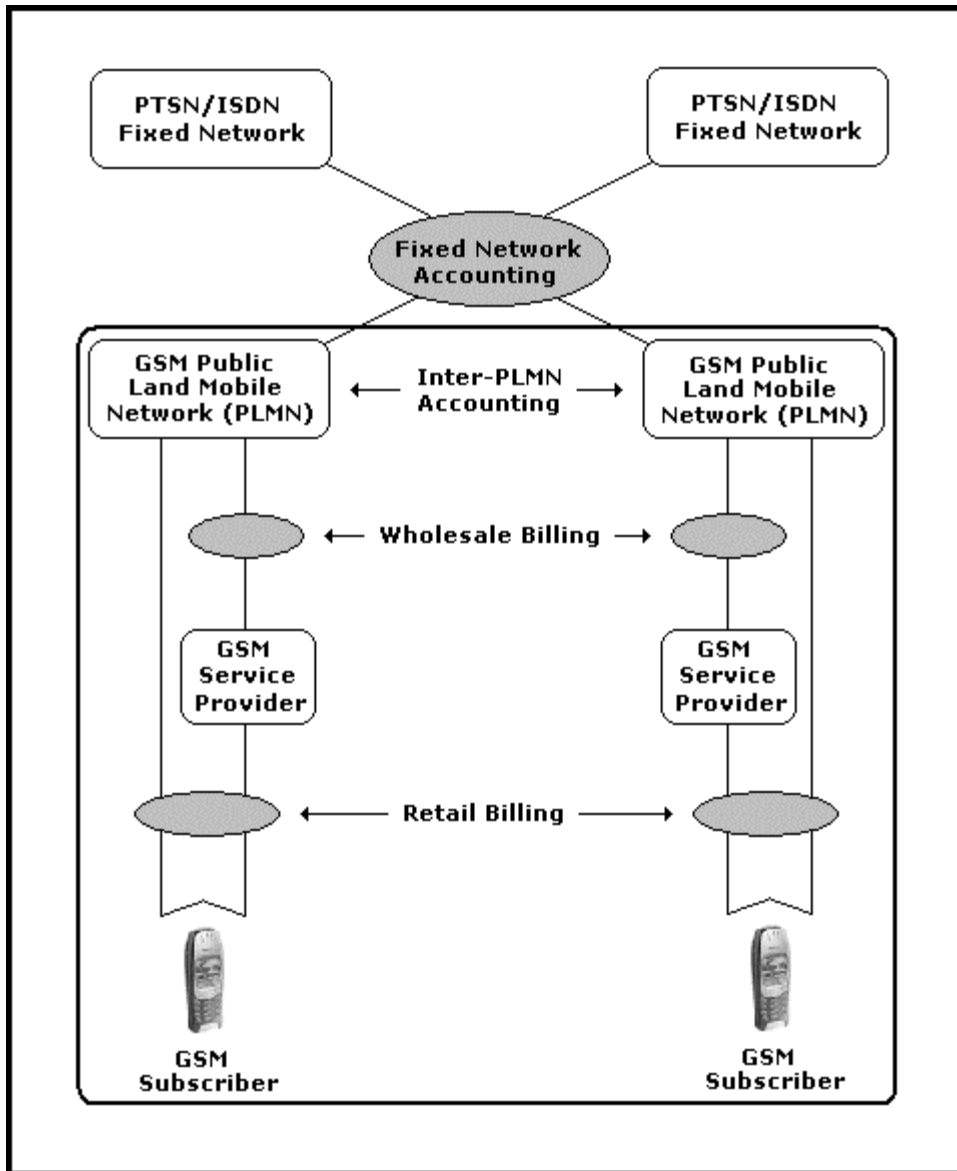 PTSN/ISDN
Fixed Network
PTSN/ISDN
Fixed Network
Fixed Network
Accounting
GSM Public
Land Mobile
Network (PLMN)
Inter-PLMN
Accounting
GSM Public
Land Mobile
Network (PLMN)
Wholesale Billing
GSM
Service
Provider
GSM
Service
Provider
Retail Billing
GSM
Subscriber
GSM
Subscriber